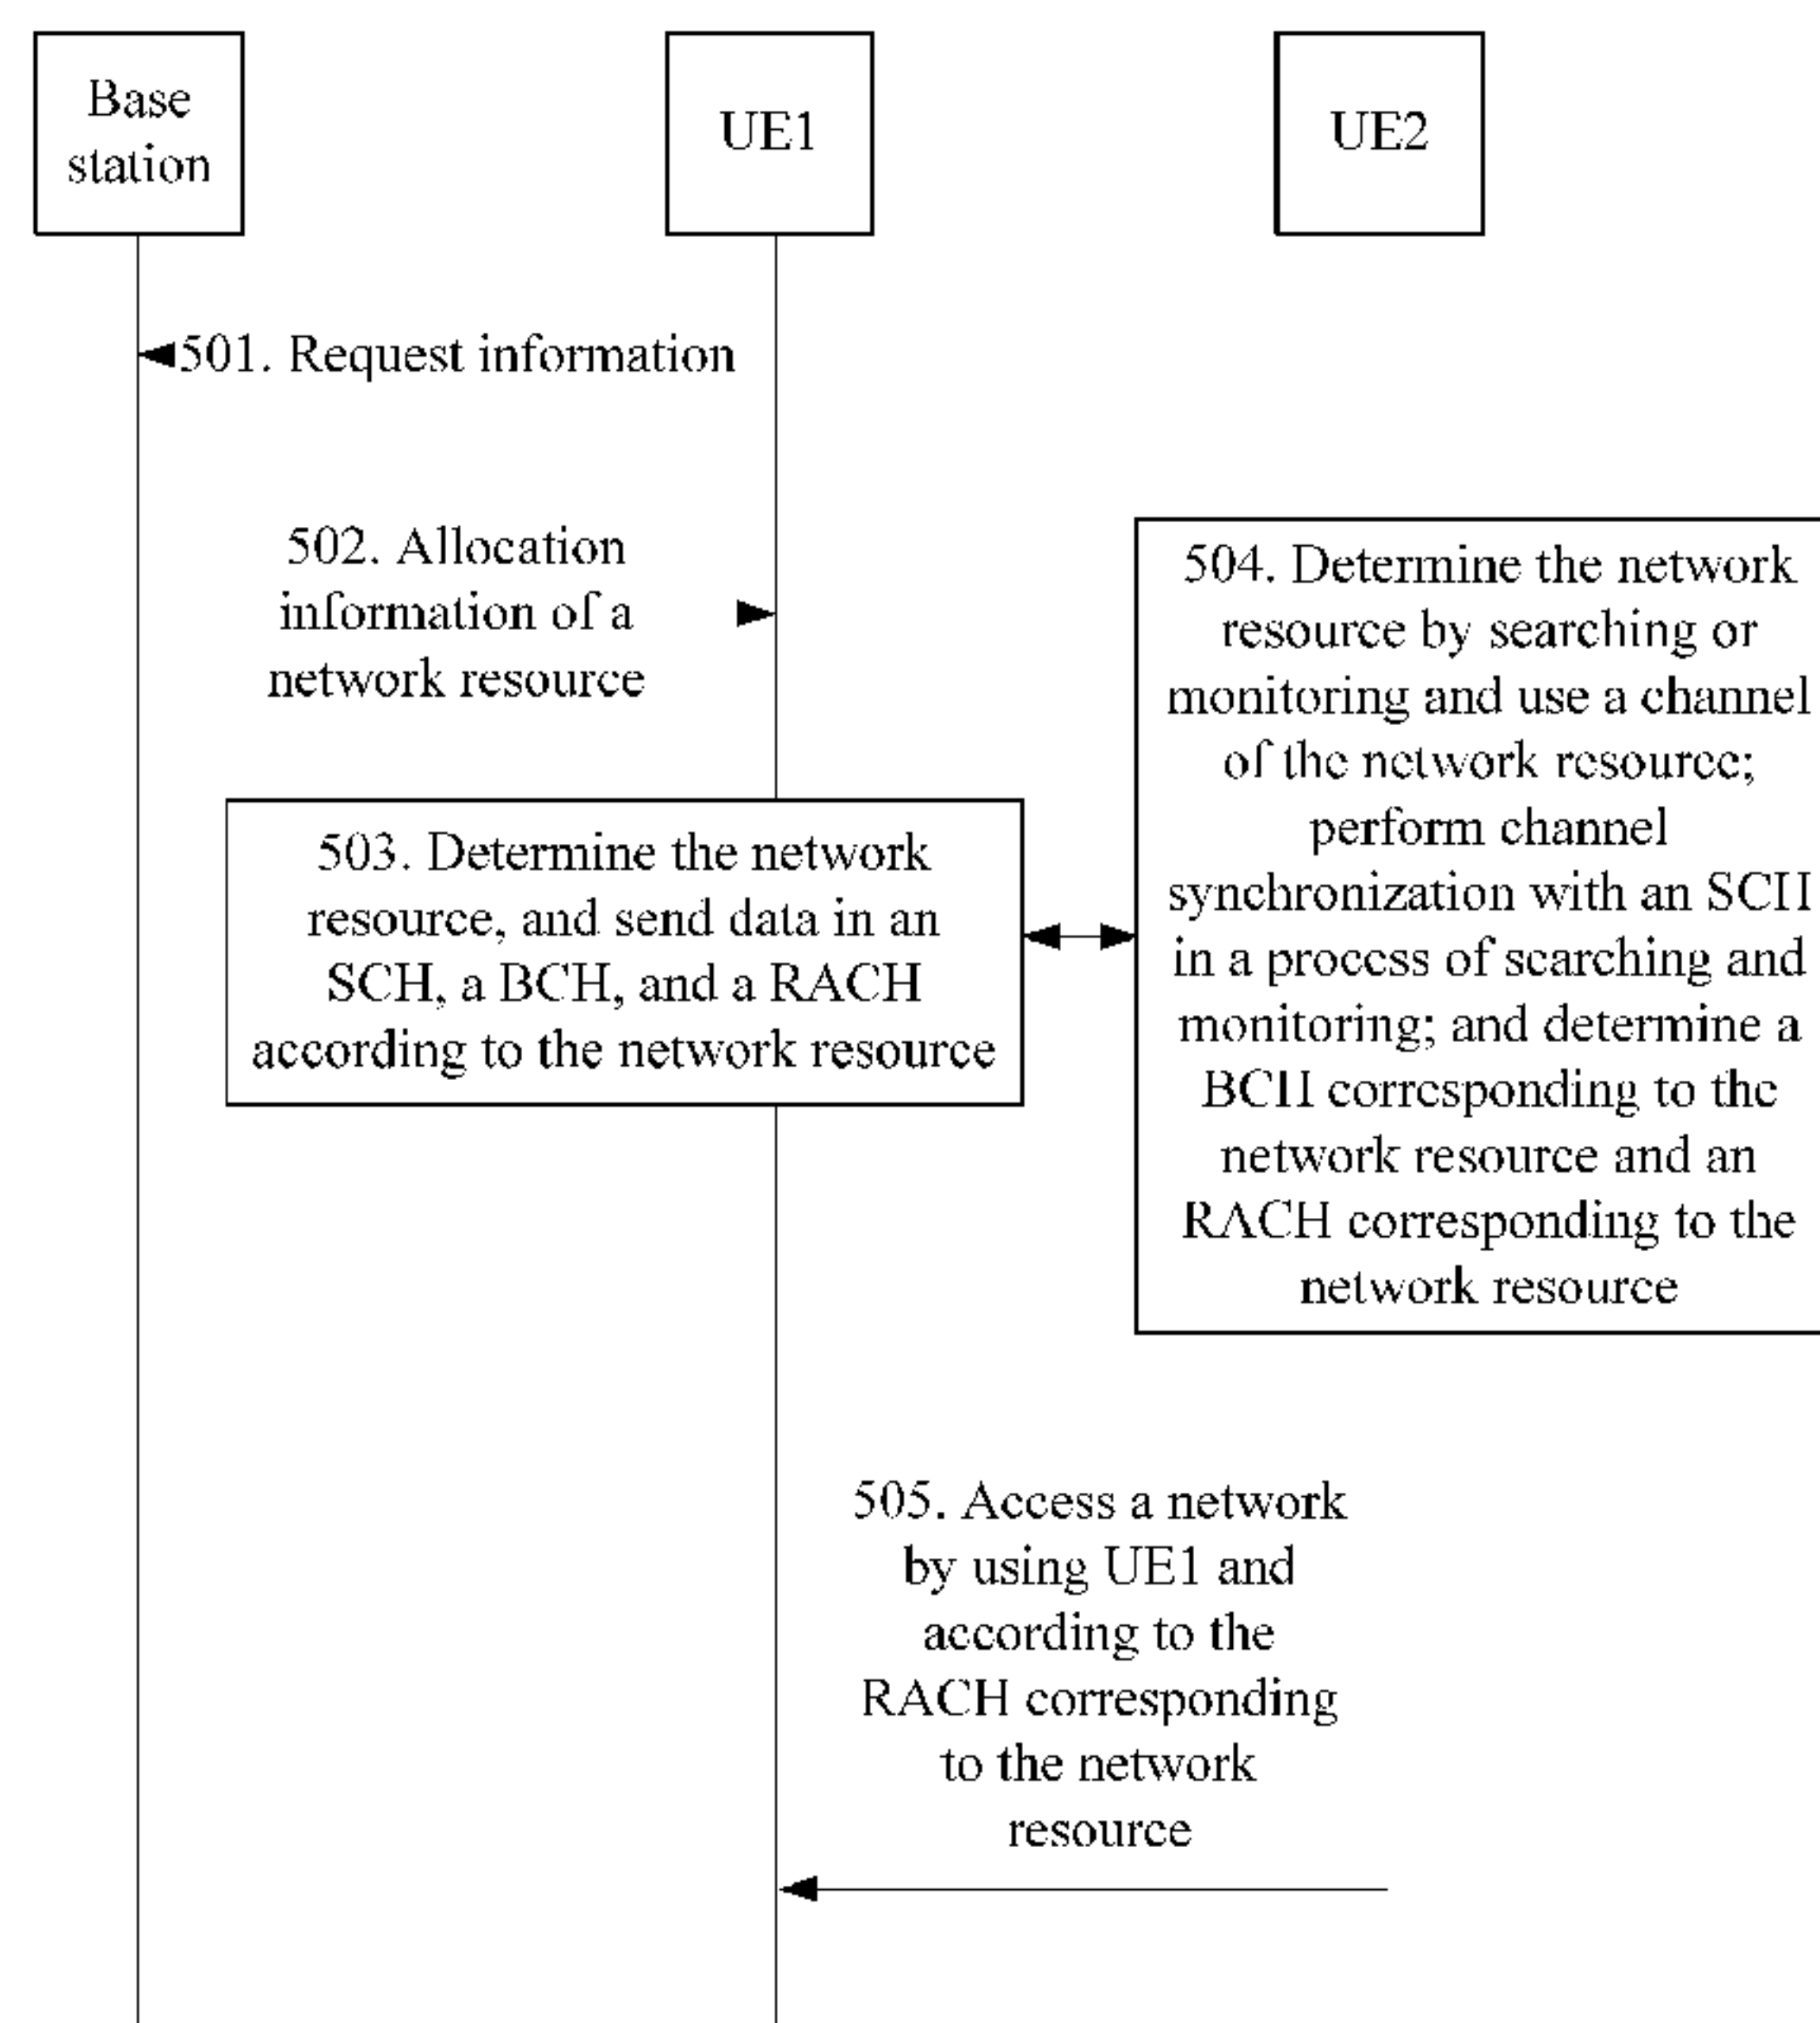 Base
station
UE1
UE2
501. Request information
502. Allocation
information of a
network resource
503. Determine the network
resource, and send data in an
SCH, a BCH, and a RACH
according to the network resource
504. Determine the network
resource by searching or
monitoring and use a channel
of the network resource;
perform channel
synchronization with an SCH
in a process of searching and
monitoring; and determine a
BCH corresponding to the
network resource and an
RACH corresponding to the
network resource
505. Access a network
by using UE1 and
according to the
RACH corresponding
to the network
resource